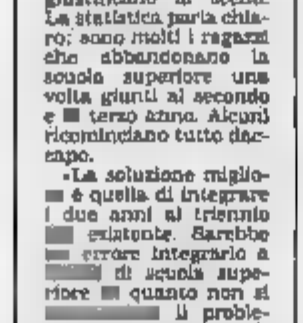 La statistica parla chia-
ro; sono molti i ragazzi
che abbandonano la
scuola superiore una
volta giunti al secondo
e terzo anno. Alcuni
ricominciano tutto dac-
capo.
«La soluzione miglio-
è quella di integrare
i due anni al triennio
esistente. Sarebbe
errore integrarlo a
di scuola supe-
riore quanto non si
il proble-